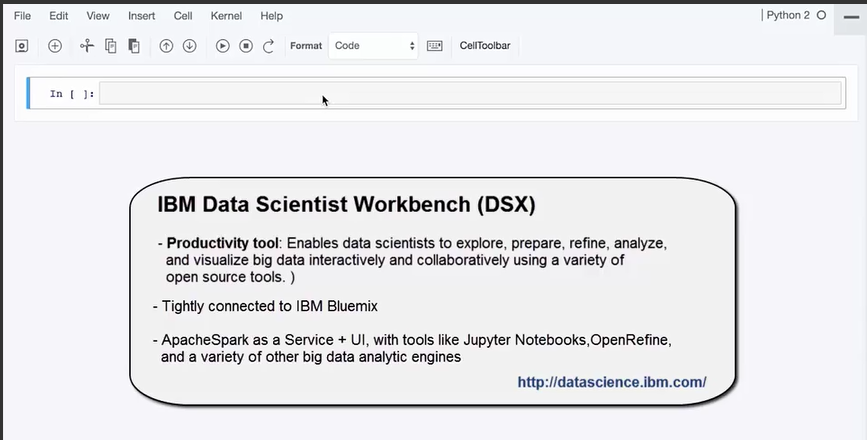 File Edit View Insert Cell Kernel Help | Python 2
Format Code CellToolbar
In [ ]:
IBM Data Scientist Workbench (DSX)
- Productivity tool: Enables data scientists to explore, prepare, refine, analyze,
and visualize big data interactively and collaboratively using a variety of
open source tools. )
- Tightly connected to IBM Bluemix
- ApacheSpark as a Service + UI, with tools like Jupyter Notebooks,OpenRefine,
and a variety of other big data analytic engines
http://datascience.ibm.com/